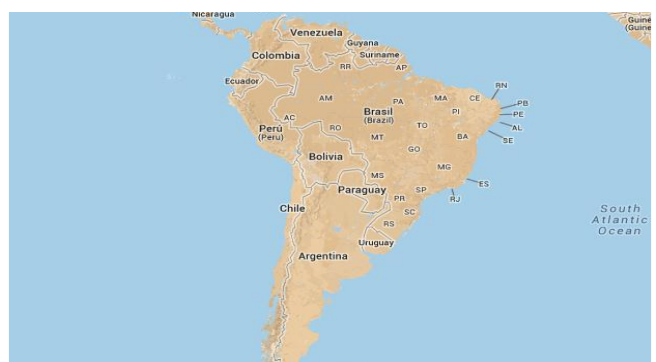 Nicaragua
Venezuela
Guyana
Colombia
Suriname
RR
AP
Ecuador
AM
PA
MA
CE
RN
PB
PI
PE
AC
RO
Brasil
(Brazil)
TO
AL
Perú
(Peru)
MT
BA
SE
GO
Bolivia
MG
MS
ES
Paraguay
SP
RJ
PR
Chile
SC
RS
Uruguay
Argentina
South
Atlantic
Ocean
Guiné
(Guine